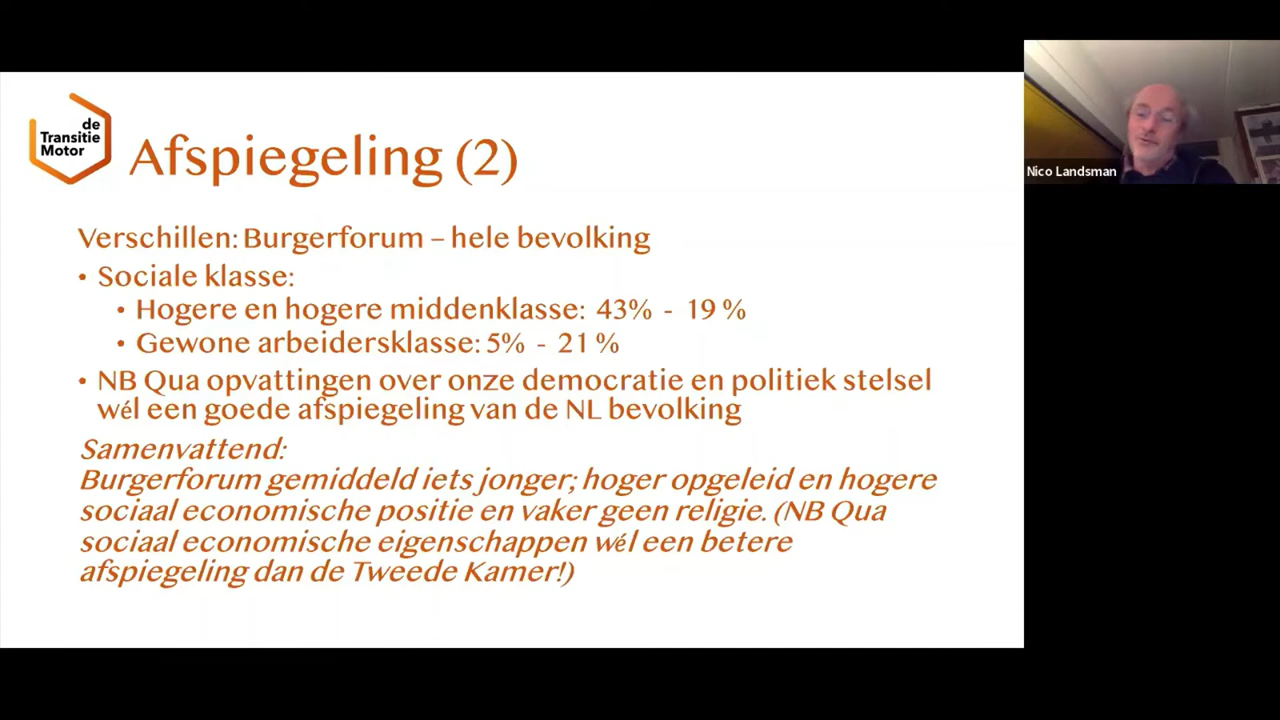 de
Transitie
Motor
Afspiegeling (2)
Nico Landsman
Verschillen: Burgerforum – hele bevolking
• Sociale klasse:
• Hogere en hogere middenklasse: 43% - 19 %
• Gewone arbeidersklasse: 5% - 21 %
• NB Qua opvattingen over onze democratie en politiek stelsel
wél een goede afspiegeling van de NL bevolking
Samenvattend:
Burgerforum gemiddeld iets jonger; hoger opgeleid en hogere
sociaal economische positie en vaker geen religie. (NB Qua
sociaal economische eigenschappen wél een betere
afspiegeling dan de Tweede Kamer!)